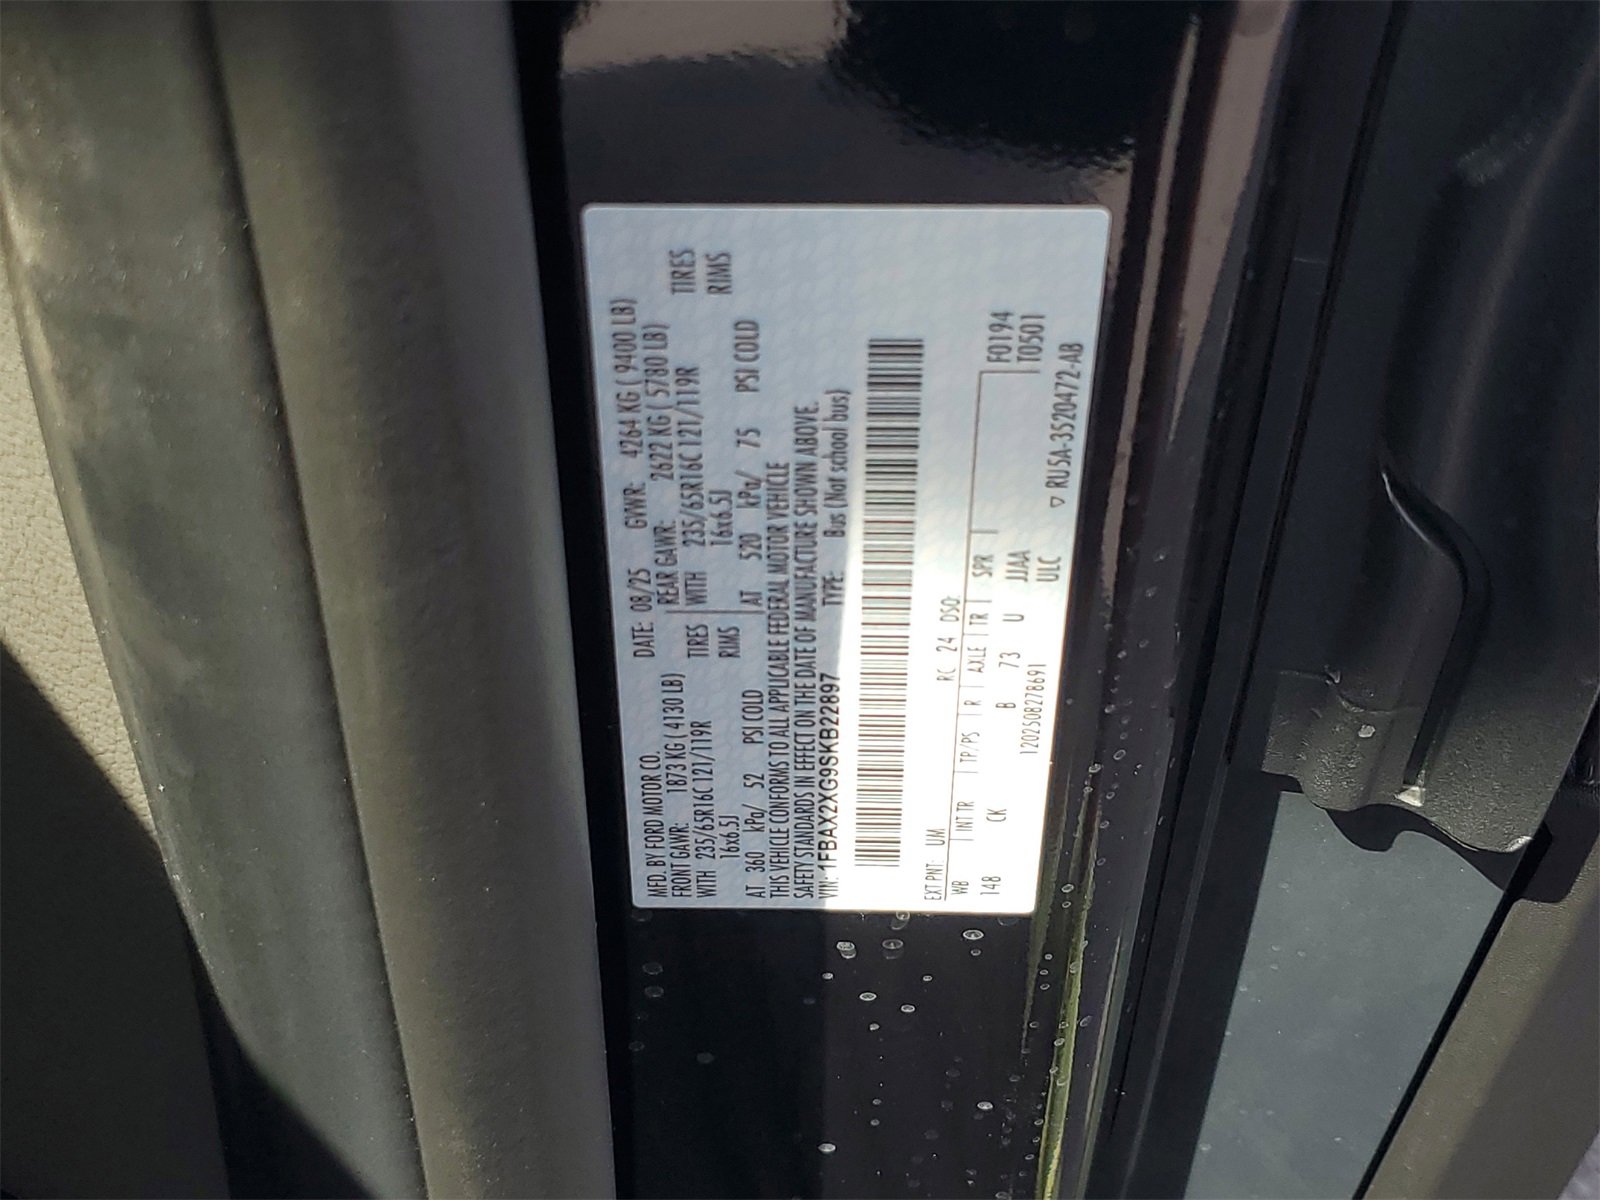 MFD. BY FORD MOTOR CO. DATE: 08/25 GVWR: 4264 KG ( 9400 LB)
FRONT GAWR: 1873 KG ( 4130 LB) REAR GAWR: 2622 KG ( 5780 LB)
WITH 235/65R16C 121/119R TIRES WITH 235/65R16C 121/119R TIRES
16x6.5J RIMS 16x6.5J RIMS
AT 360 kPa/ 52 PSI COLD AT 520 kPa/ 75 PSI COLD
THIS VEHICLE CONFORMS TO ALL APPLICABLE FEDERAL MOTOR VEHICLE
SAFETY STANDARDS IN EFFECT ON THE DATE OF MANUFACTURE SHOWN ABOVE.
VIN: 1FBAX2XG9SKB22897 TYPE: Bus (Not school bus)
EXT PNT: UM RC 24 DSO:
WB INT TR TP/PS R AXLE TR SPR F0194
148 CK B 73 U JJAA T0501
1202508278691 ULC
▽ RU5A-3520472-AB